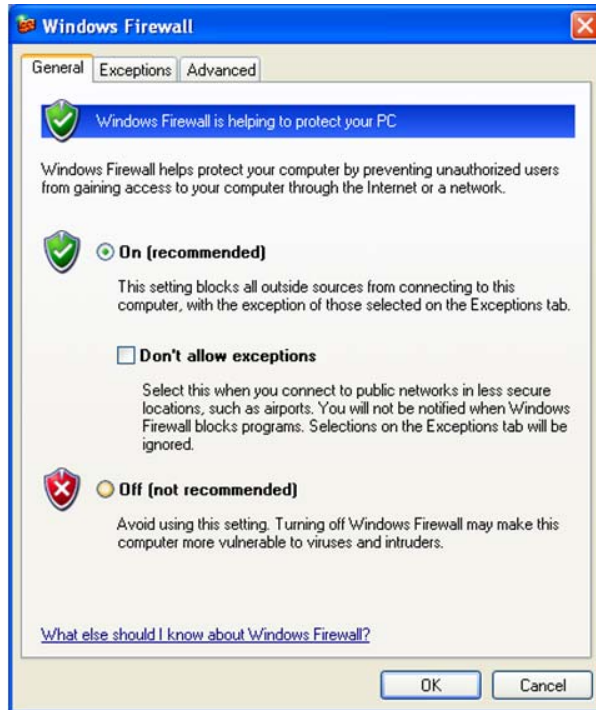 Windows Firewall
General
Exceptions
Advanced
Windows Firewall is helping to protect your PC
Windows Firewall helps protect your computer by preventing unauthorized users
from gaining access to your computer through the Internet or a network.
On (recommended)
This setting blocks all outside sources from connecting to this
computer, with the exception of those selected on the Exceptions tab.
Don't allow exceptions
Select this when you connect to public networks in less secure
locations, such as airports. You will not be notified when Windows
Firewall blocks programs. Selections on the Exceptions tab will be
ignored.
Off (not recommended)
Avoid using this setting. Turning off Windows Firewall may make this
computer more vulnerable to viruses and intruders.
What else should I know about Windows Firewall?
OK
Cancel